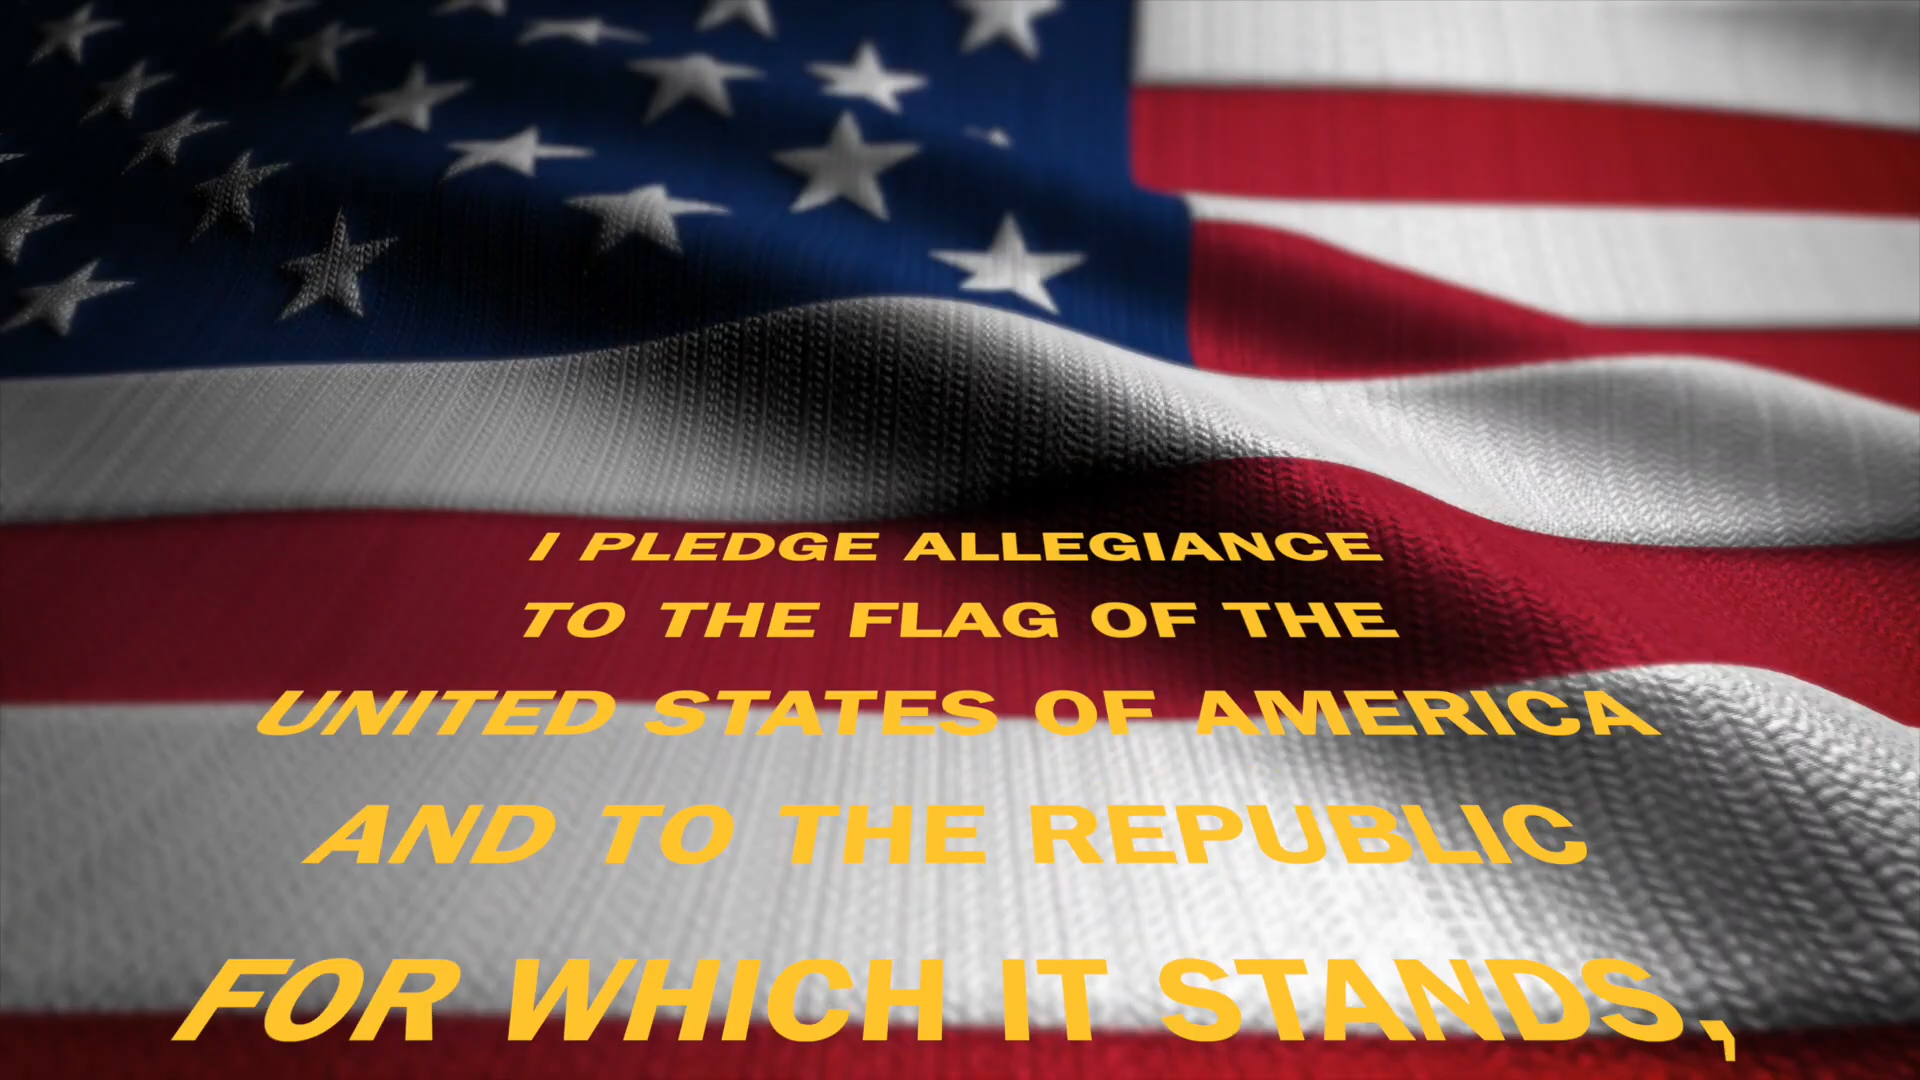 I PLEDGE ALLEGIANCE
TO THE FLAG OF THE
UNITED STATES OF AMERICA
AND TO THE REPUBLIC
FOR WHICH IT STANDS,